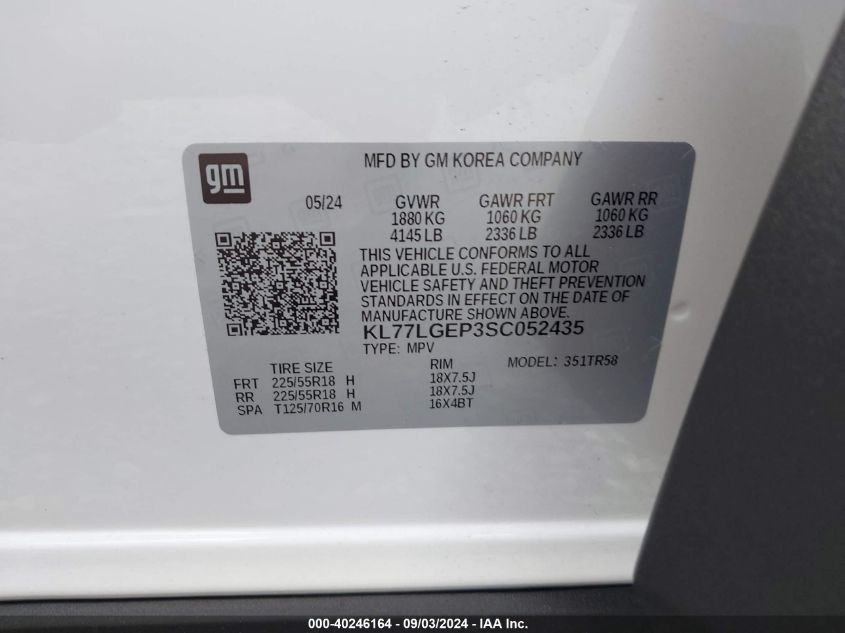 gm
MFD BY GM KOREA COMPANY
05/24 GVWR GAWR FRT GAWR RR
1880 KG 1060 KG 1060 KG
4145 LB 2336 LB 2336 LB
THIS VEHICLE CONFORMS TO ALL
APPLICABLE U.S. FEDERAL MOTOR
VEHICLE SAFETY AND THEFT PREVENTION
STANDARDS IN EFFECT ON THE DATE OF
MANUFACTURE SHOWN ABOVE.
KL77LGEP3SC052435
TYPE: MPV
TIRE SIZE RIM MODEL: 351TR58
FRT 225/55R18 H 18X7.5J
RR 225/55R18 H 18X7.5J
SPA T125/70R16 M 16X4BT
000-40246164 - 09/03/2024 - IAA Inc.